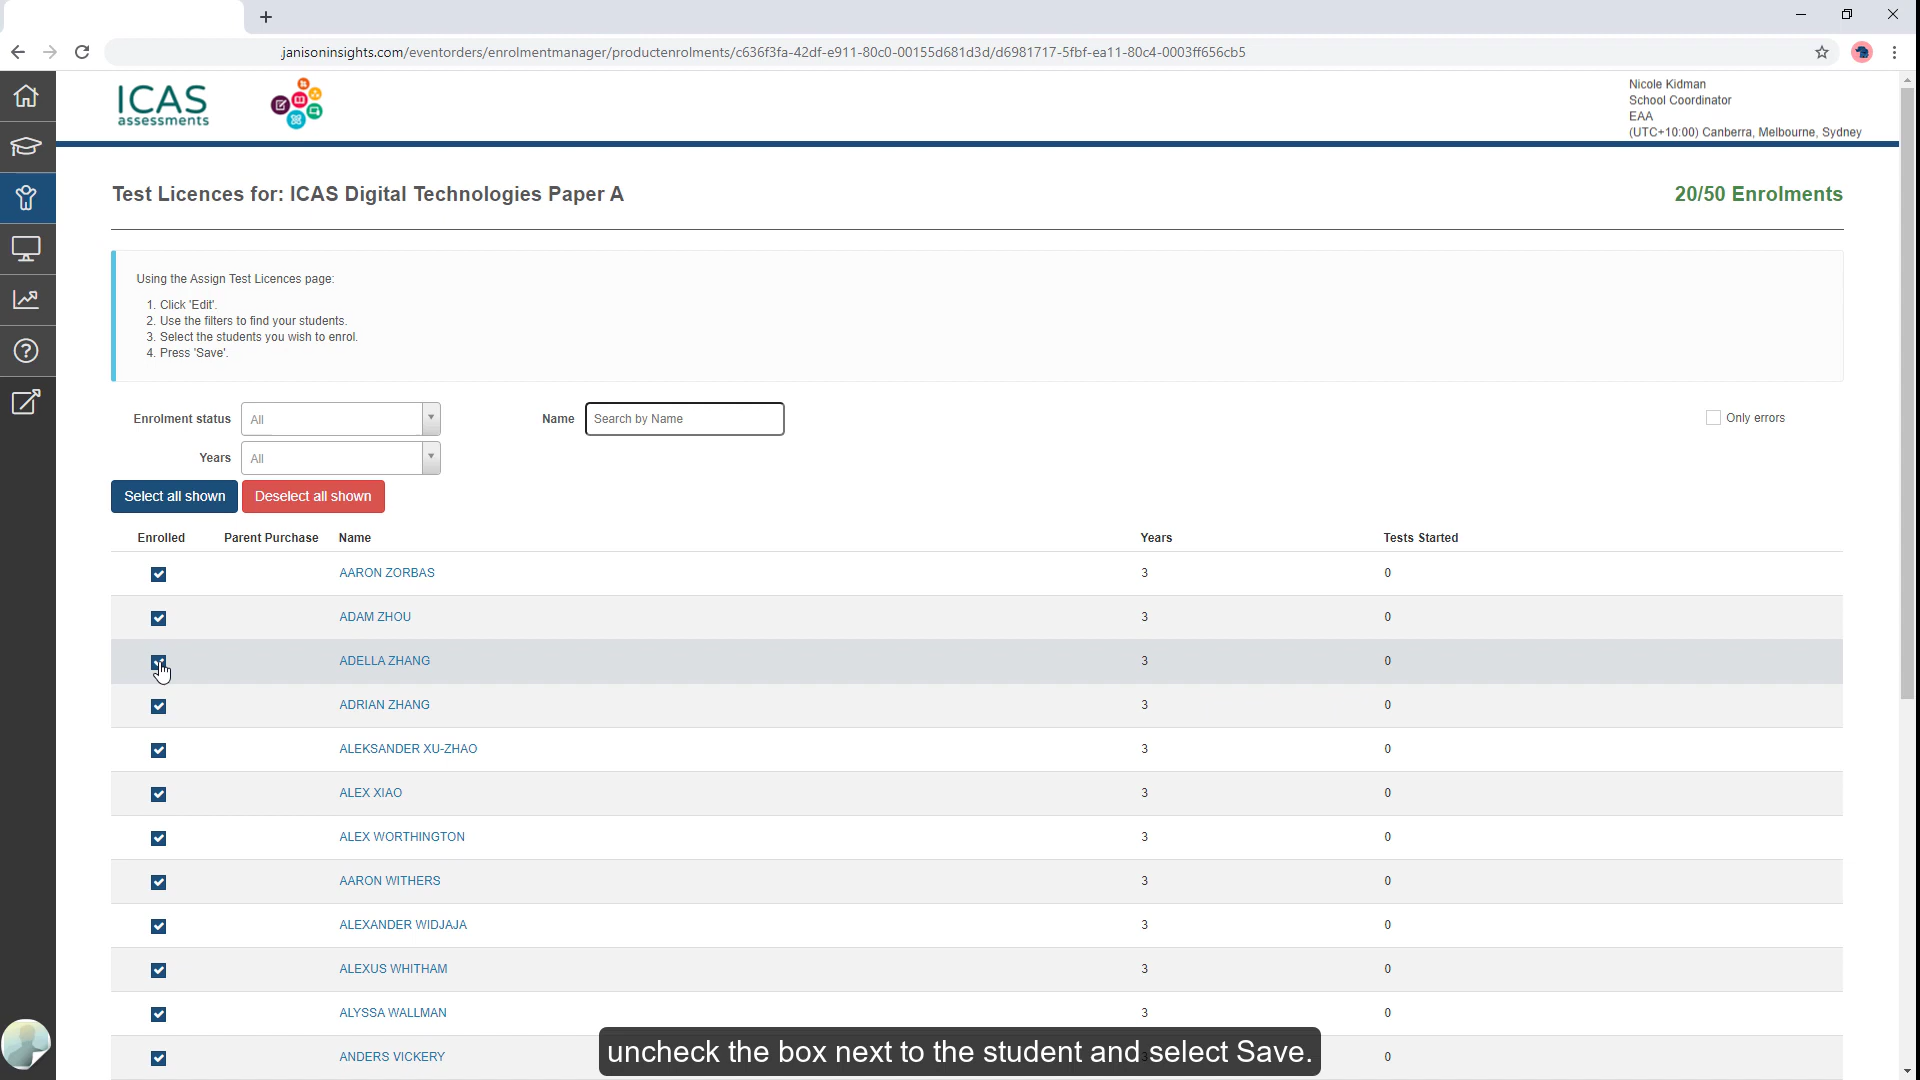 janisoninsights.com/eventorders/enrolmentmanager/productenrolments/c636f3fa-42df-e911-80c0-00155d681d3d/d6981717-5fbf-ea11-80c4-0003ff656cb5
ICAS
assessments
Nicole Kidman
School Coordinator
EAA
(UTC+10:00) Canberra, Melbourne, Sydney
Test Licences for: ICAS Digital Technologies Paper A
20/50 Enrolments
Using the Assign Test Licences page:
1. Click 'Edit'.
2. Use the filters to find your students.
3. Select the students you wish to enrol.
4. Press 'Save'.
Enrolment status All
Name Search by Name
Only errors
Years All
Select all shown Deselect all shown
Enrolled Parent Purchase Name Years Tests Started
AARON ZORBAS 3 0
ADAM ZHOU 3 0
ADELLA ZHANG 3 0
ADRIAN ZHANG 3 0
ALEKSANDER XU-ZHAO 3 0
ALEX XIAO 3 0
ALEX WORTHINGTON 3 0
AARON WITHERS 3 0
ALEXANDER WIDJAJA 3 0
ALEXUS WHITHAM 3 0
ALYSSA WALLMAN 3 0
ANDERS VICKERY 3 0
uncheck the box next to the student and select Save.